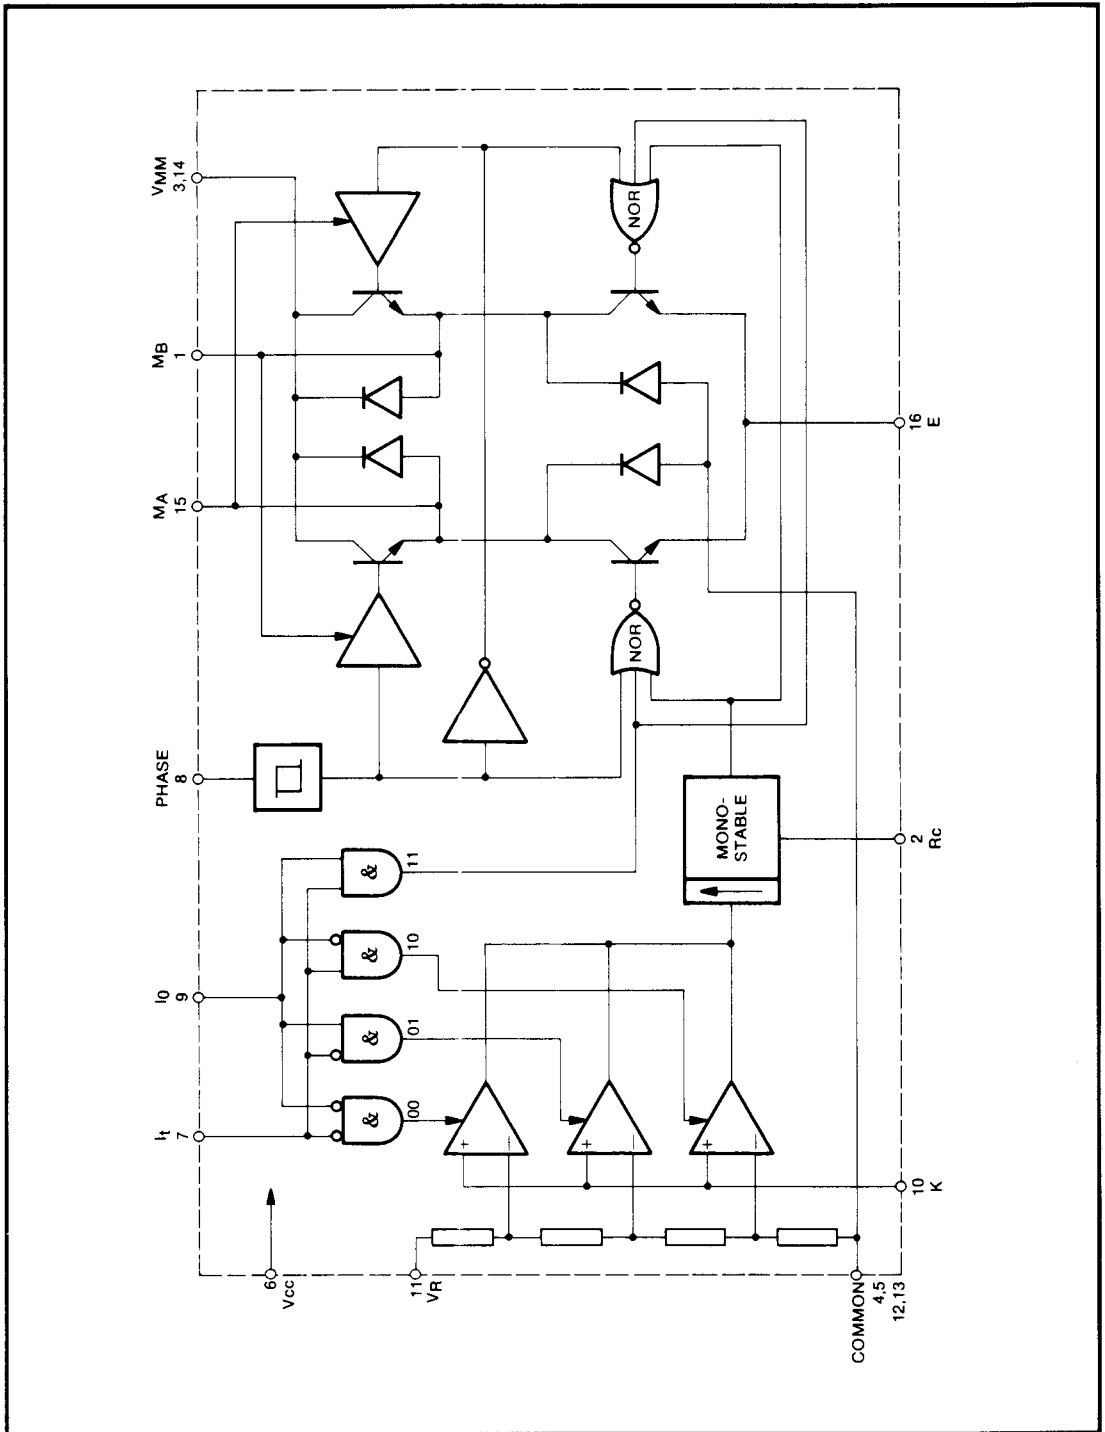 VMM
3,14
MB
1
MA
15
PHASE
8
I0
9
It
7
6
Vcc
11
VR
COMMON
4,5
12,13
10
K
2
Rc
16
E
&
&
&
&
00
01
10
11
+
−
+
−
+
−
MONO-
STABLE
NOR
NOR